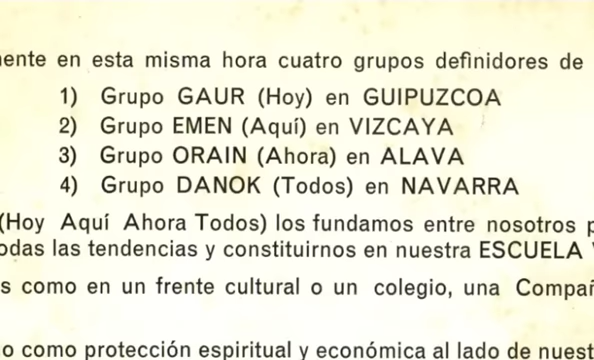 en esta misma hora cuatro grupos definidores de
1) Grupo GAUR (Hoy) en GUIPUZCOA
2) Grupo EMEN (Aquí) en VIZCAYA
3) Grupo ORAIN (Ahora) en ALAVA
4) Grupo DANOK (Todos) en NAVARRA
(Hoy Aquí Ahora Todos) los fundamos entre nosotros
las tendencias y constituirnos en nuestra ESCUELA
como en un frente cultural o un colegio, una
como protección espiritual y económica al lado de